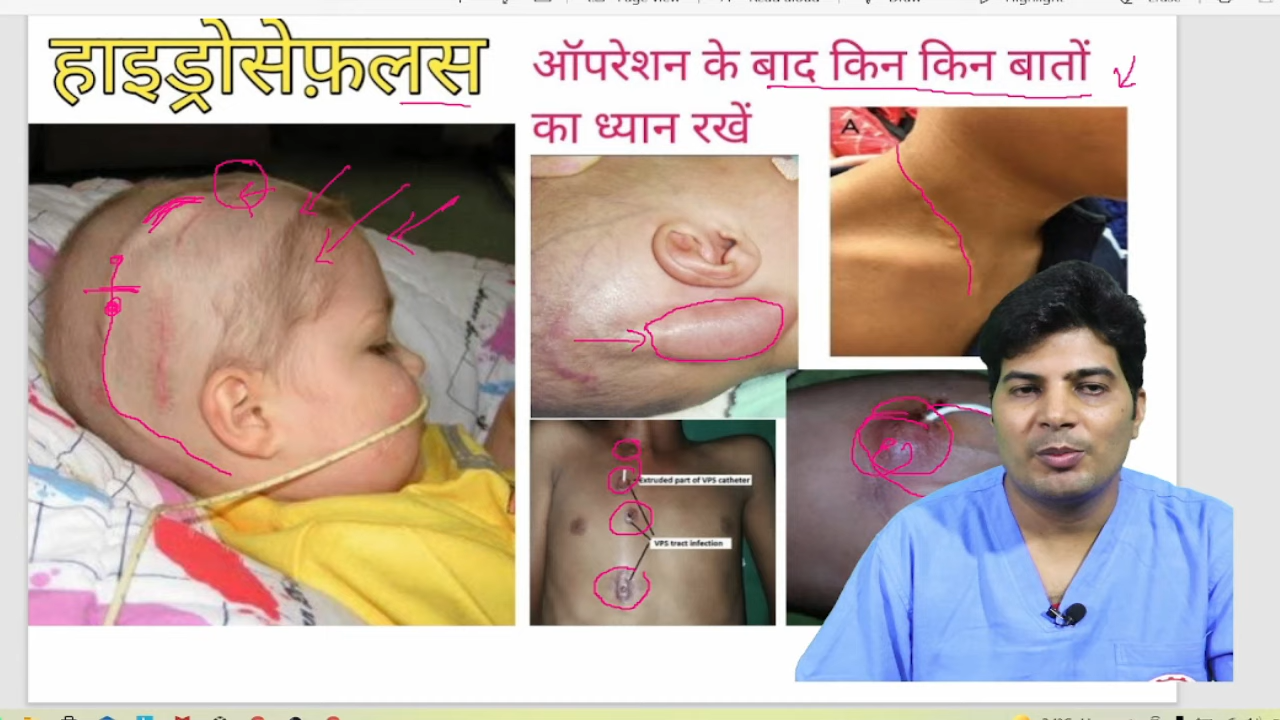 हाइड्रोसेफ़लस
ऑपरेशन के बाद किन किन बातों
का ध्यान रखें
A
Extruded part of VPS catheter
VPS tract infection